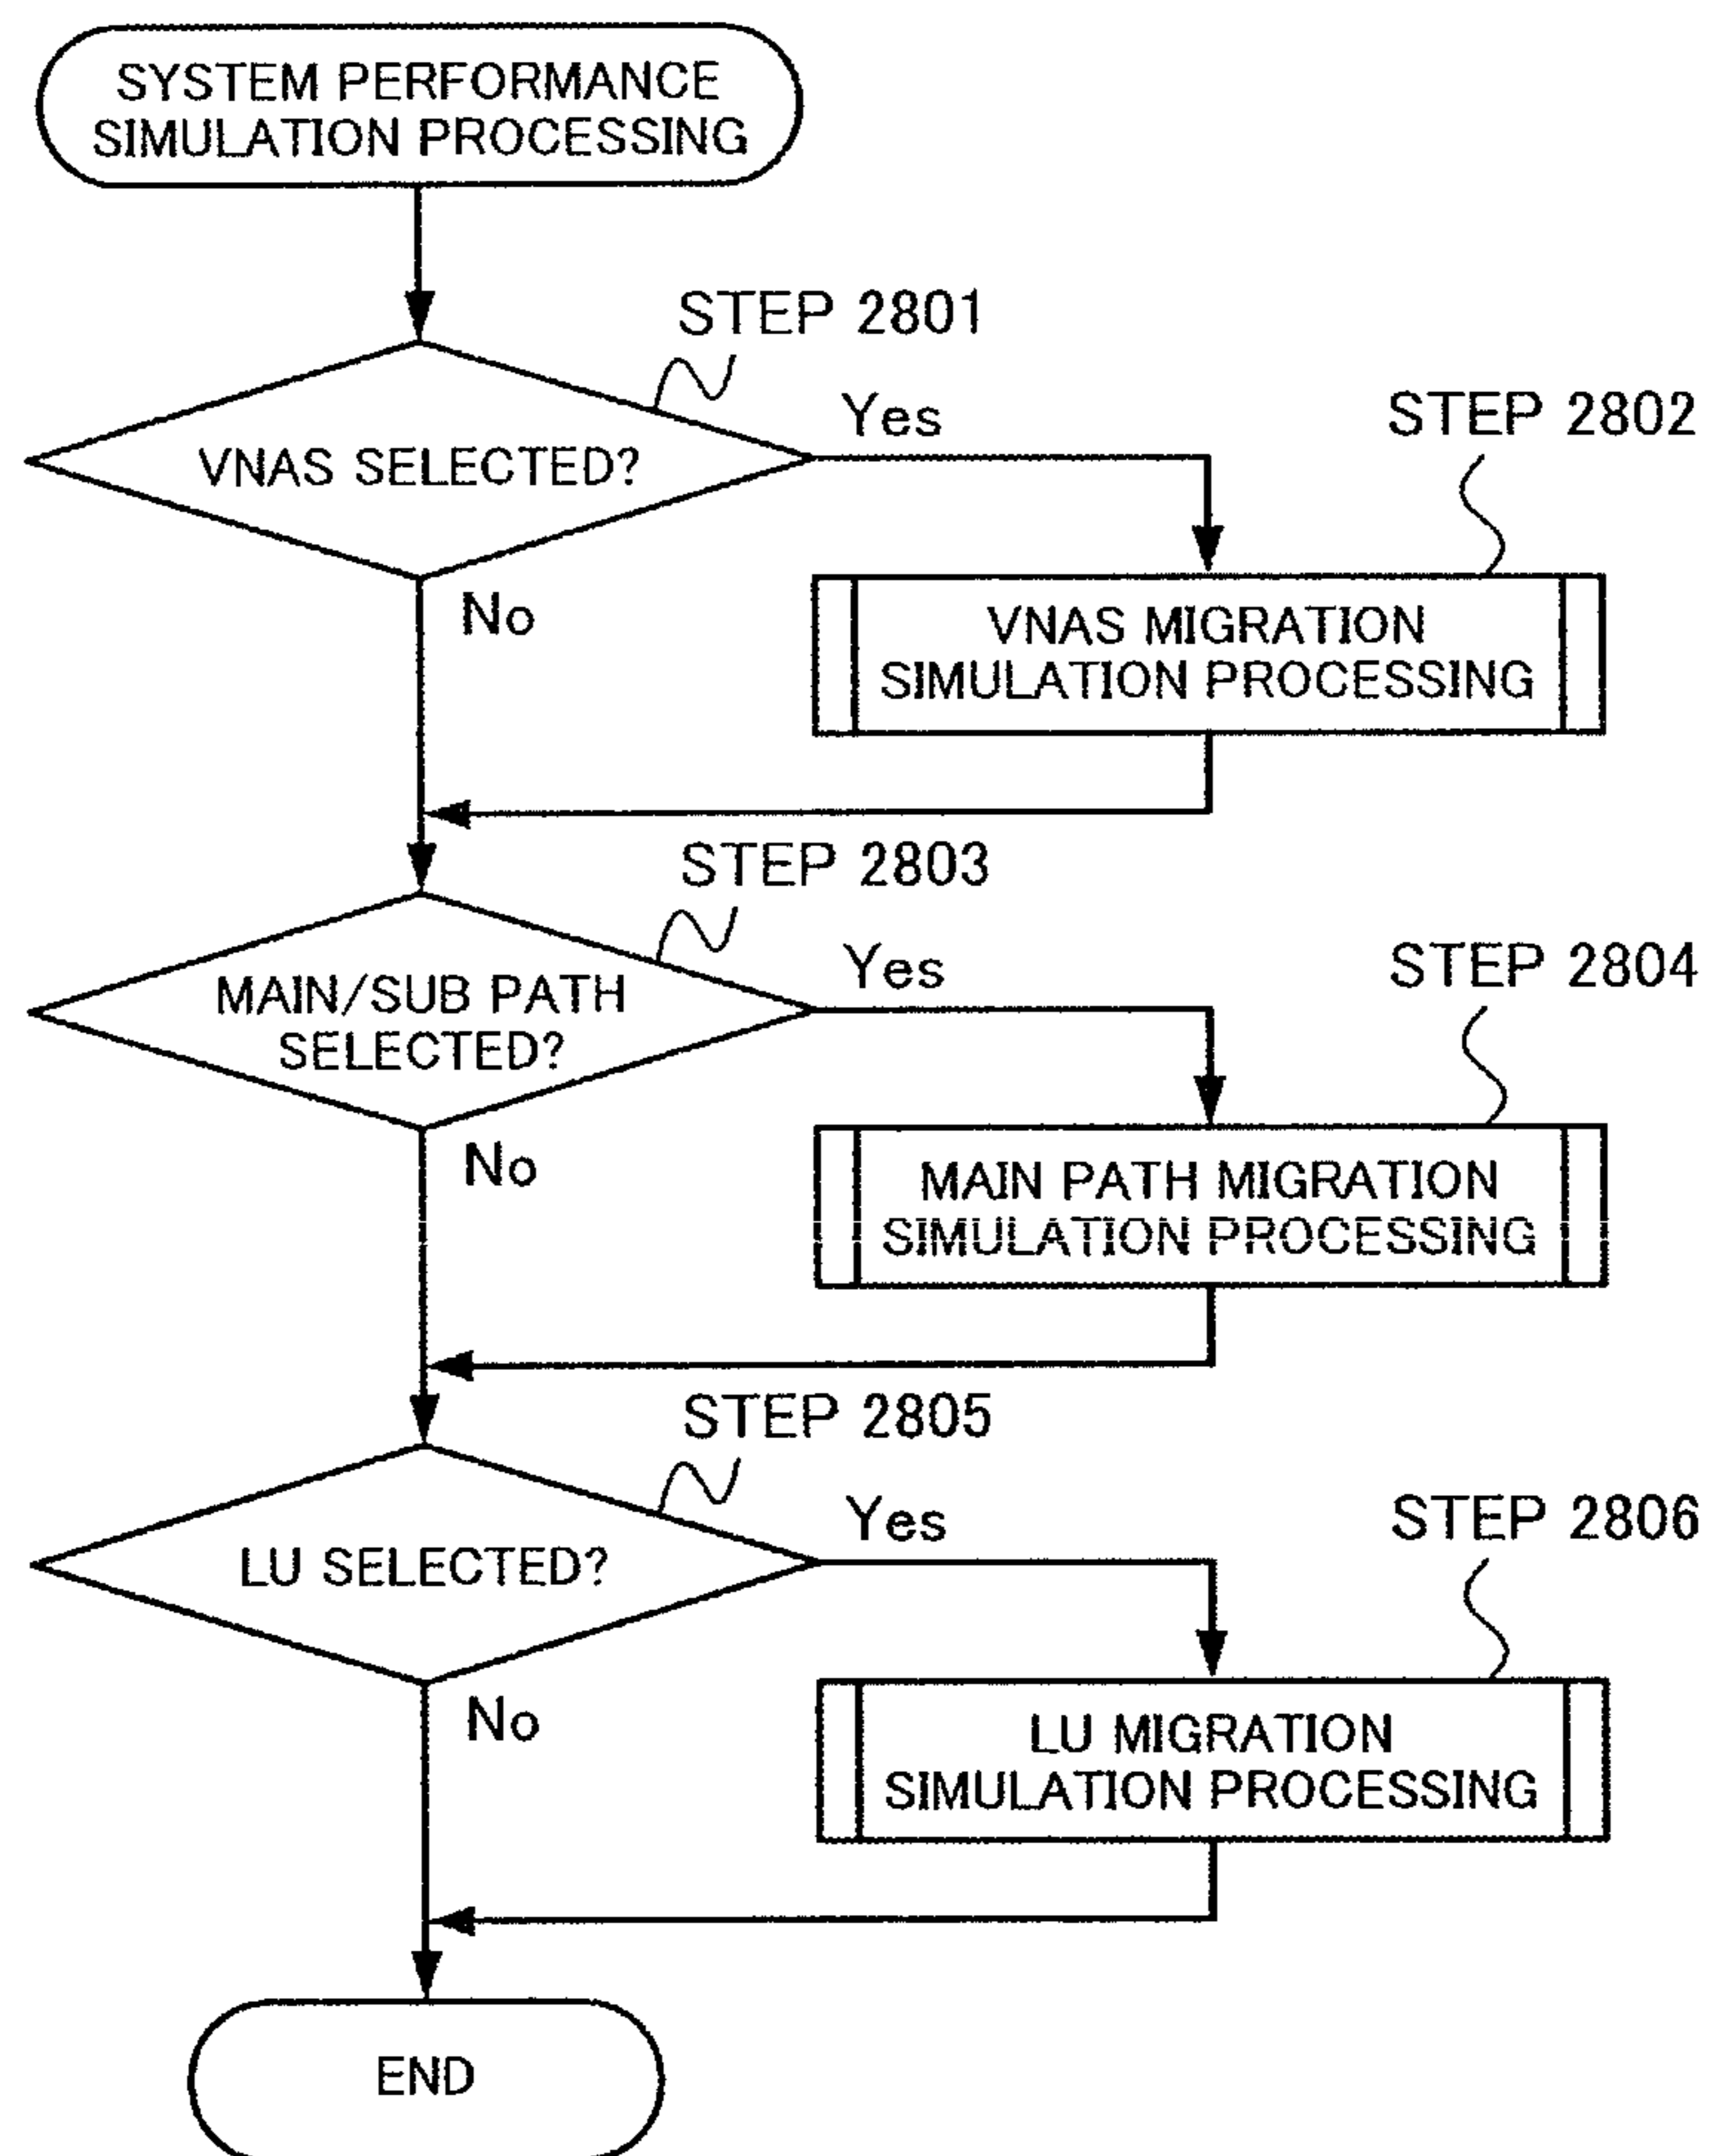 SYSTEM PERFORMANCE
SIMULATION PROCESSING
STEP 2801
VNAS SELECTED?
Yes
No
STEP 2802
VNAS MIGRATION
SIMULATION PROCESSING
STEP 2803
MAIN/SUB PATH
SELECTED?
Yes
No
STEP 2804
MAIN PATH MIGRATION
SIMULATION PROCESSING
STEP 2805
LU SELECTED?
Yes
No
STEP 2806
LU MIGRATION
SIMULATION PROCESSING
END